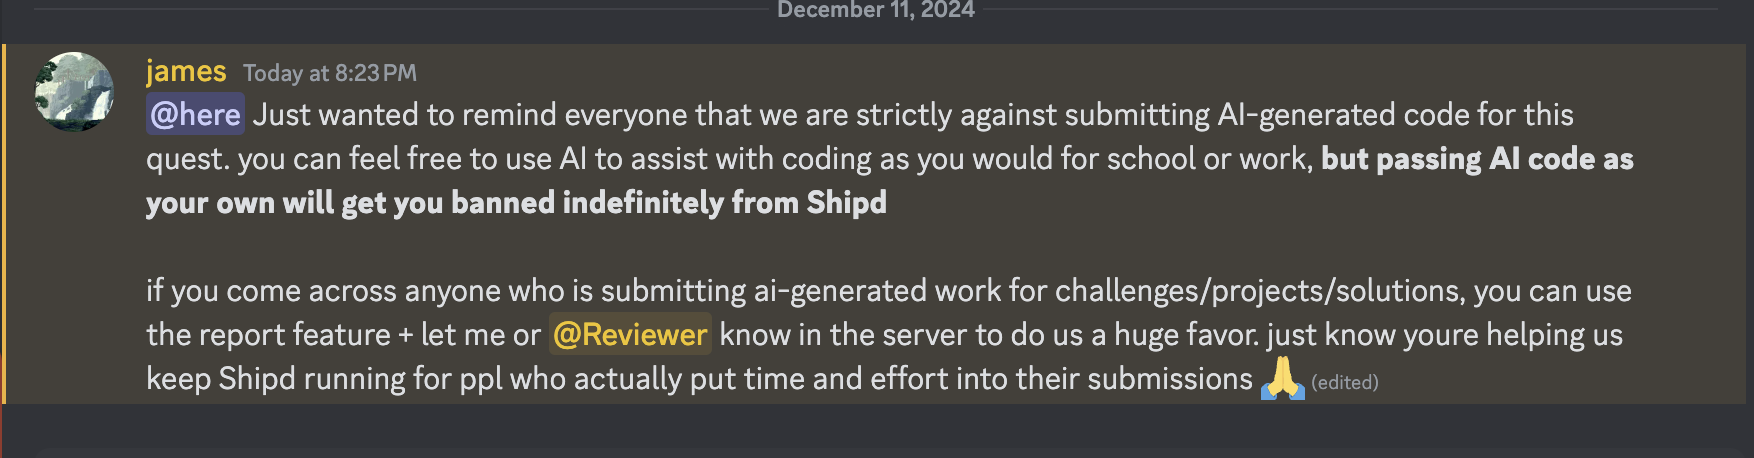 December 11, 2024
james Today at 8:23 PM
@here Just wanted to remind everyone that we are strictly against submitting AI-generated code for this
quest. you can feel free to use AI to assist with coding as you would for school or work, but passing AI code as
your own will get you banned indefinitely from Shipd
if you come across anyone who is submitting ai-generated work for challenges/projects/solutions, you can use
the report feature + let me or @Reviewer know in the server to do us a huge favor. just know youre helping us
keep Shipd running for ppl who actually put time and effort into their submissions 🙏 (edited)